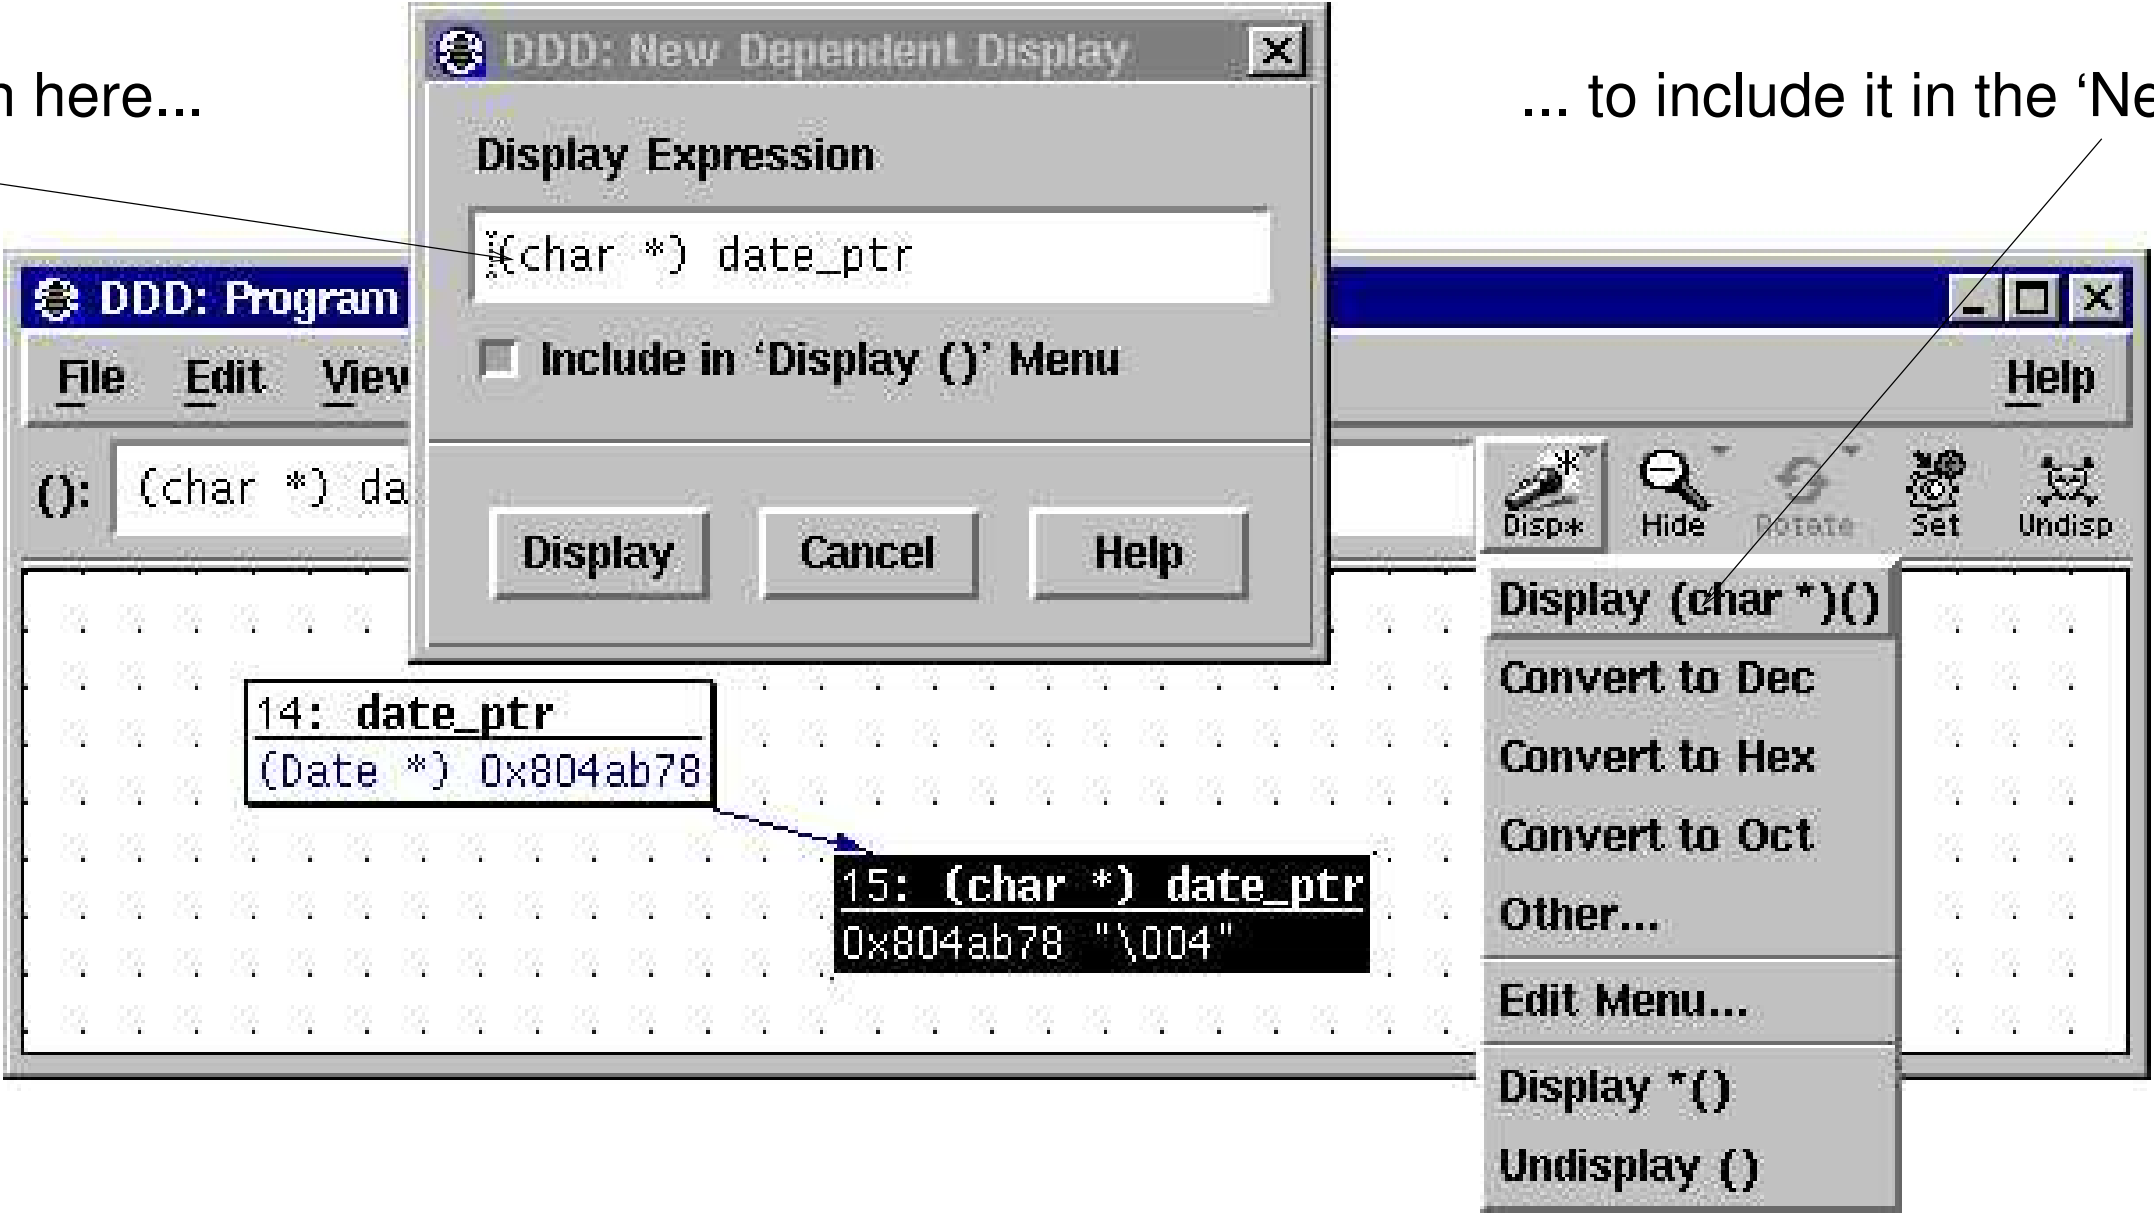 DDD: New Dependent Display
n here...
... to include it in the ‘Ne
Display Expression
(char *) date_ptr
DDD: Program
Include in ‘Display ()’ Menu
File Edit View
Help
(): (char *) da
Disp* Hide Rotate Set Undisp
Display Cancel Help
Display (char *)()
Convert to Dec
Convert to Hex
Convert to Oct
Other...
Edit Menu...
Display *()
Undisplay ()
14: date_ptr
(Date *) 0x804ab78
15: (char *) date_ptr
0x804ab78 "\004"